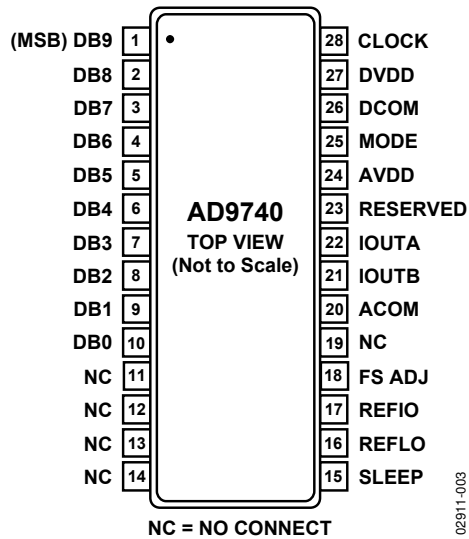 (MSB) DB9 1 28 CLOCK
DB8 2 27 DVDD
DB7 3 26 DCOM
DB6 4 25 MODE
DB5 5 24 AVDD
DB4 6 AD9740 23 RESERVED
DB3 7 TOP VIEW 22 IOUTA
DB2 8 (Not to Scale) 21 IOUTB
DB1 9 20 ACOM
DB0 10 19 NC
NC 11 18 FS ADJ
NC 12 17 REFIO
NC 13 16 REFLO
NC 14 15 SLEEP
NC = NO CONNECT
02911-003